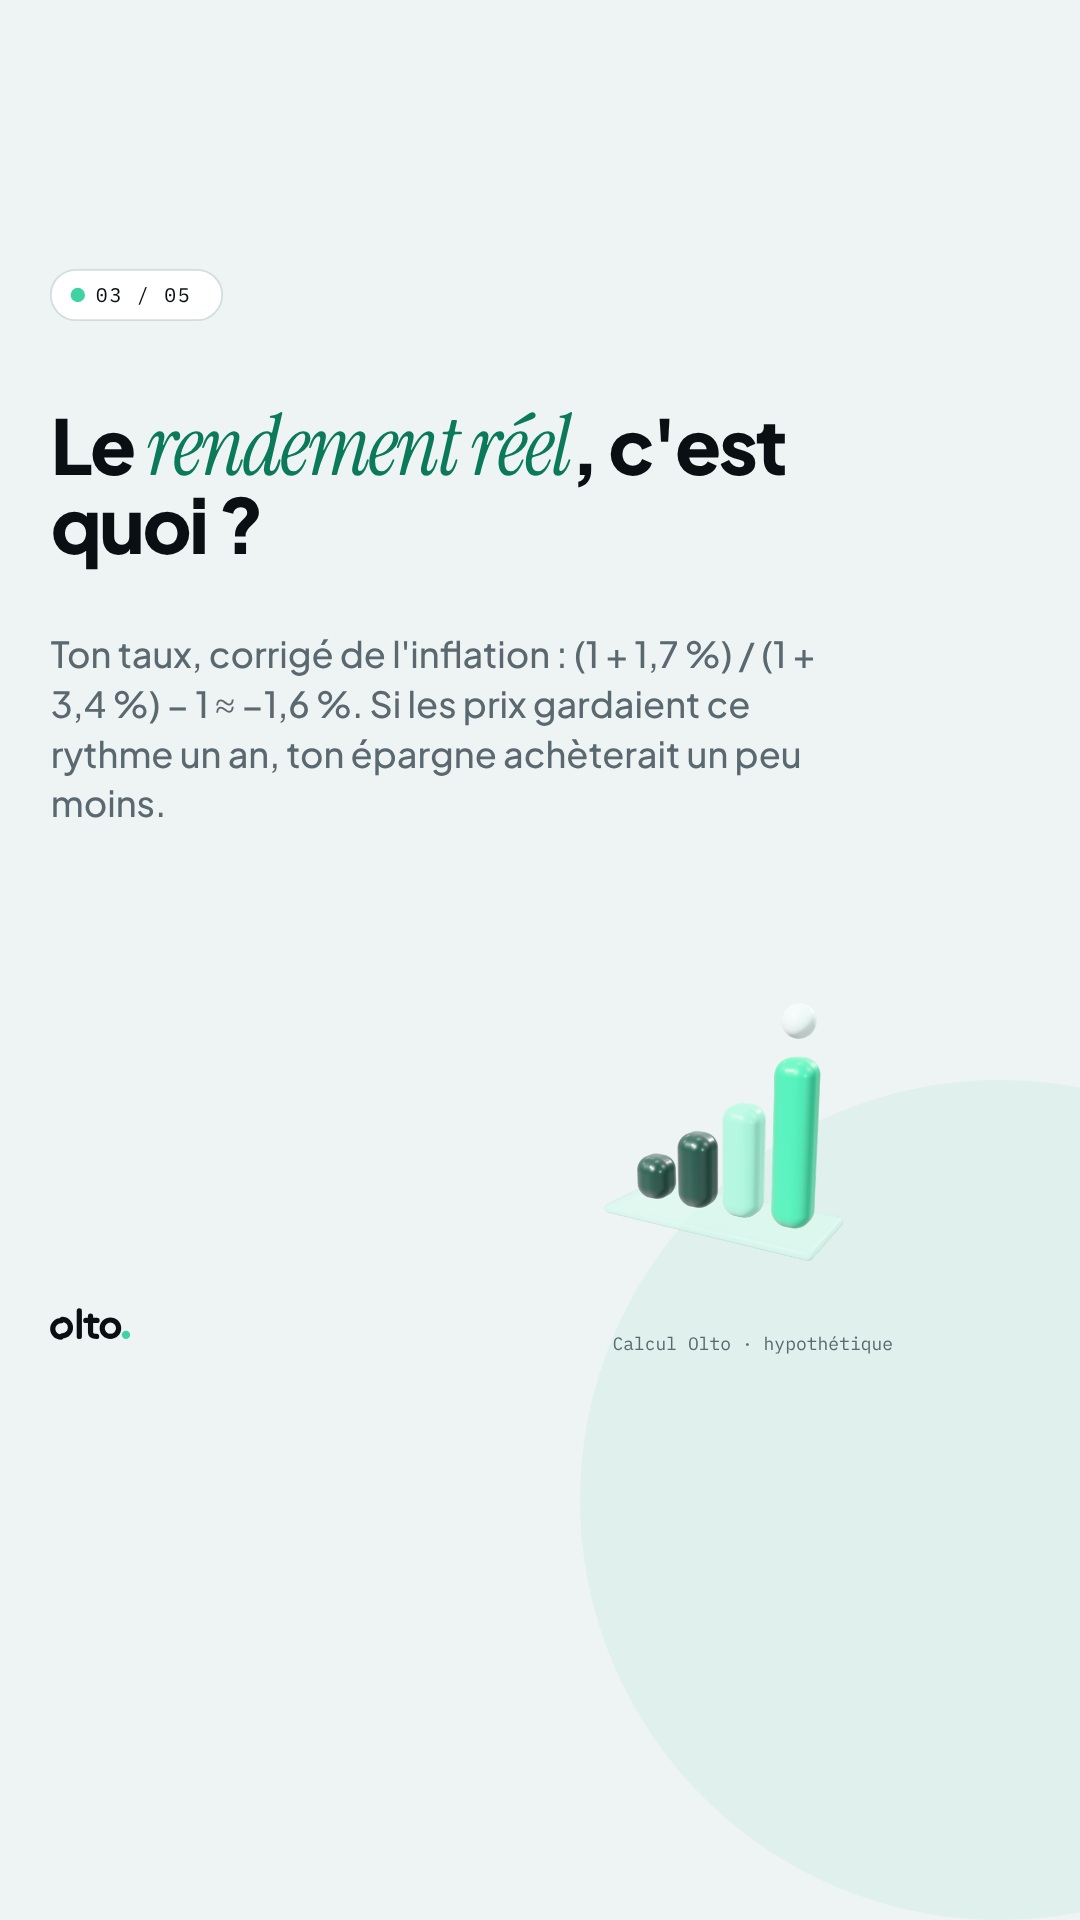 03 / 05
Le rendement réel, c'est
quoi ?
Ton taux, corrigé de l'inflation : (1 + 1,7 %) / (1 +
3,4 %) – 1 ≈ –1,6 %. Si les prix gardaient ce
rythme un an, ton épargne achèterait un peu
moins.
olto.
Calcul Olto · hypothétique